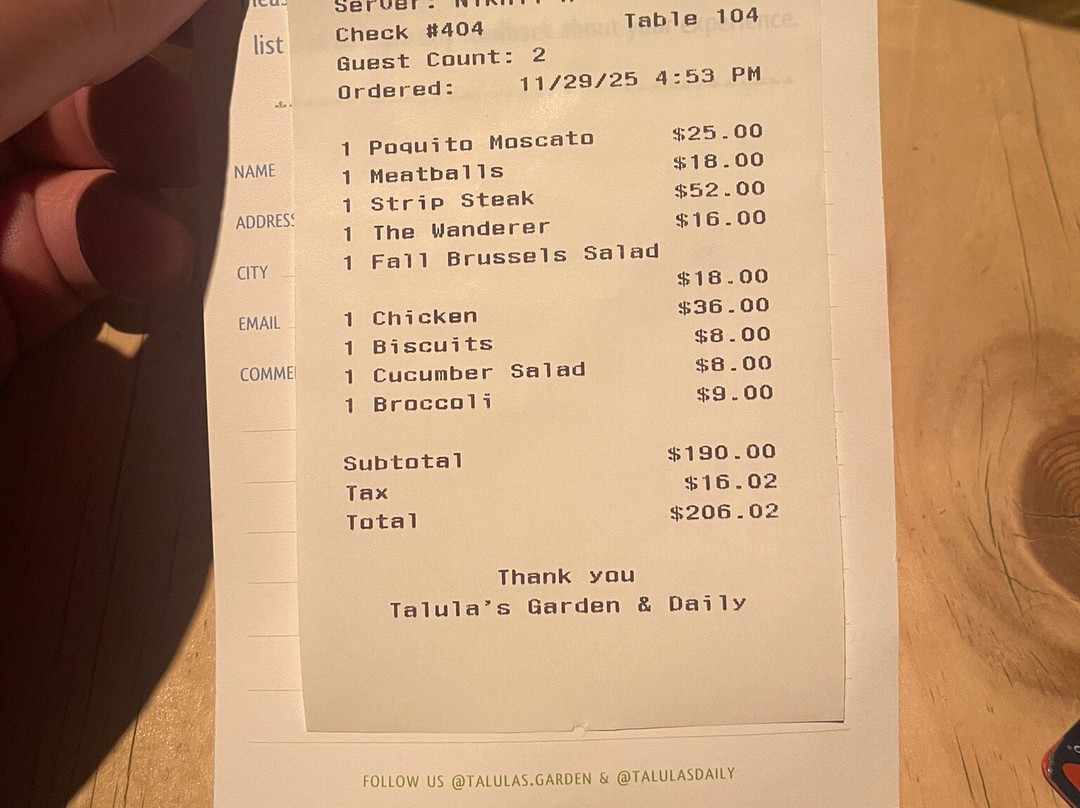 list
Server:
Check #404 Table 104
Guest Count: 2
Ordered: 11/29/25 4:53 PM
1 Poquito Moscato $25.00
1 Meatballs $18.00
1 Strip Steak $52.00
1 The Wanderer $16.00
1 Fall Brussels Salad
$18.00
1 Chicken $36.00
1 Biscuits $8.00
1 Cucumber Salad $8.00
1 Broccoli $9.00
Subtotal $190.00
Tax $16.02
Total $206.02
Thank you
Talula's Garden & Daily
NAME
ADDRESS
CITY
EMAIL
COMME
FOLLOW US @TALULAS.GARDEN & @TALULASDAILY